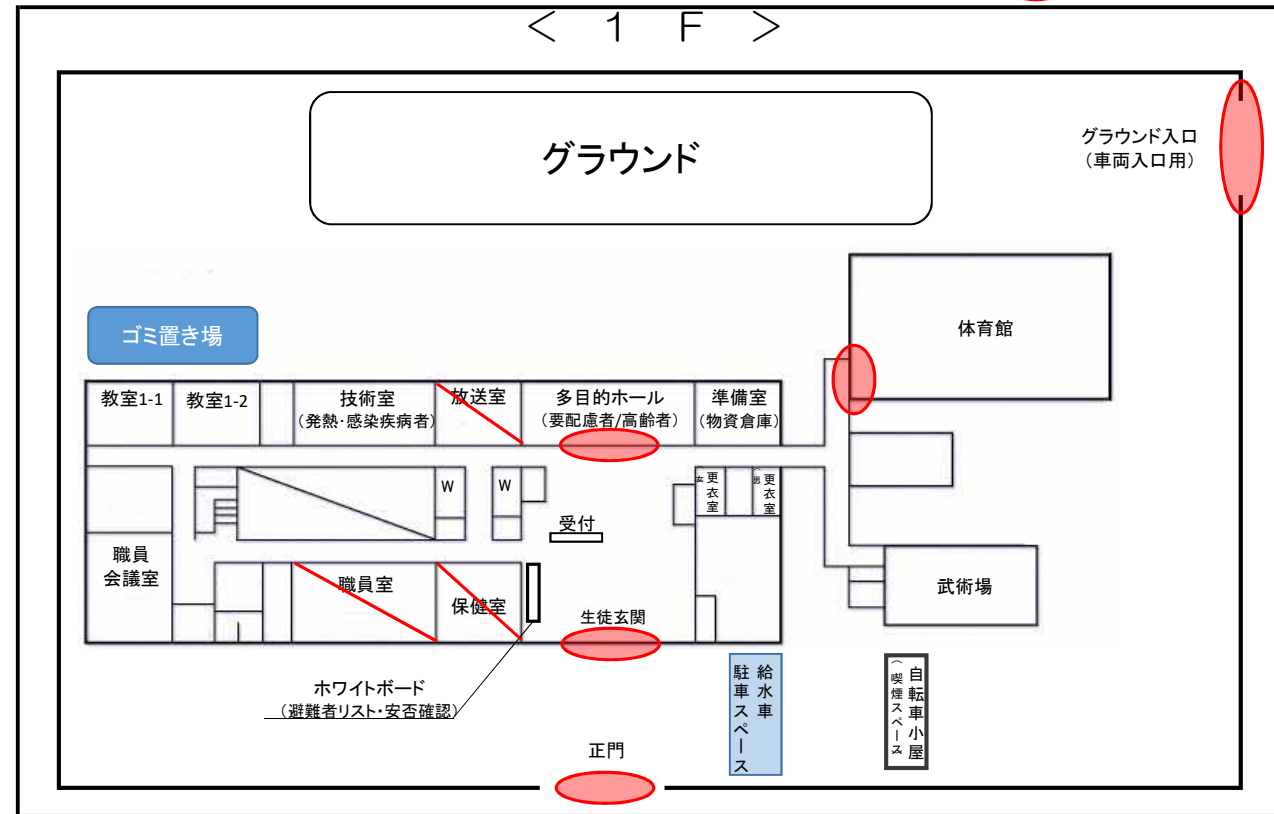 < 1 F >
グラウンド
グラウンド入口
（車両入口用）
ゴミ置き場
体育館
教室1-1
教室1-2
技術室
（発熱・感染疾病者）
放送室
多目的ホール
（要配慮者/高齢者）
準備室
（物資倉庫）
W
W
更衣室
（女
更衣室
（男
受付
職員
会議室
職員室
保健室
生徒玄関
武術場
ホワイトボード
（避難者リスト・安否確認）
給水車
駐車スペース
自転車小屋
（喫煙スペース
正門